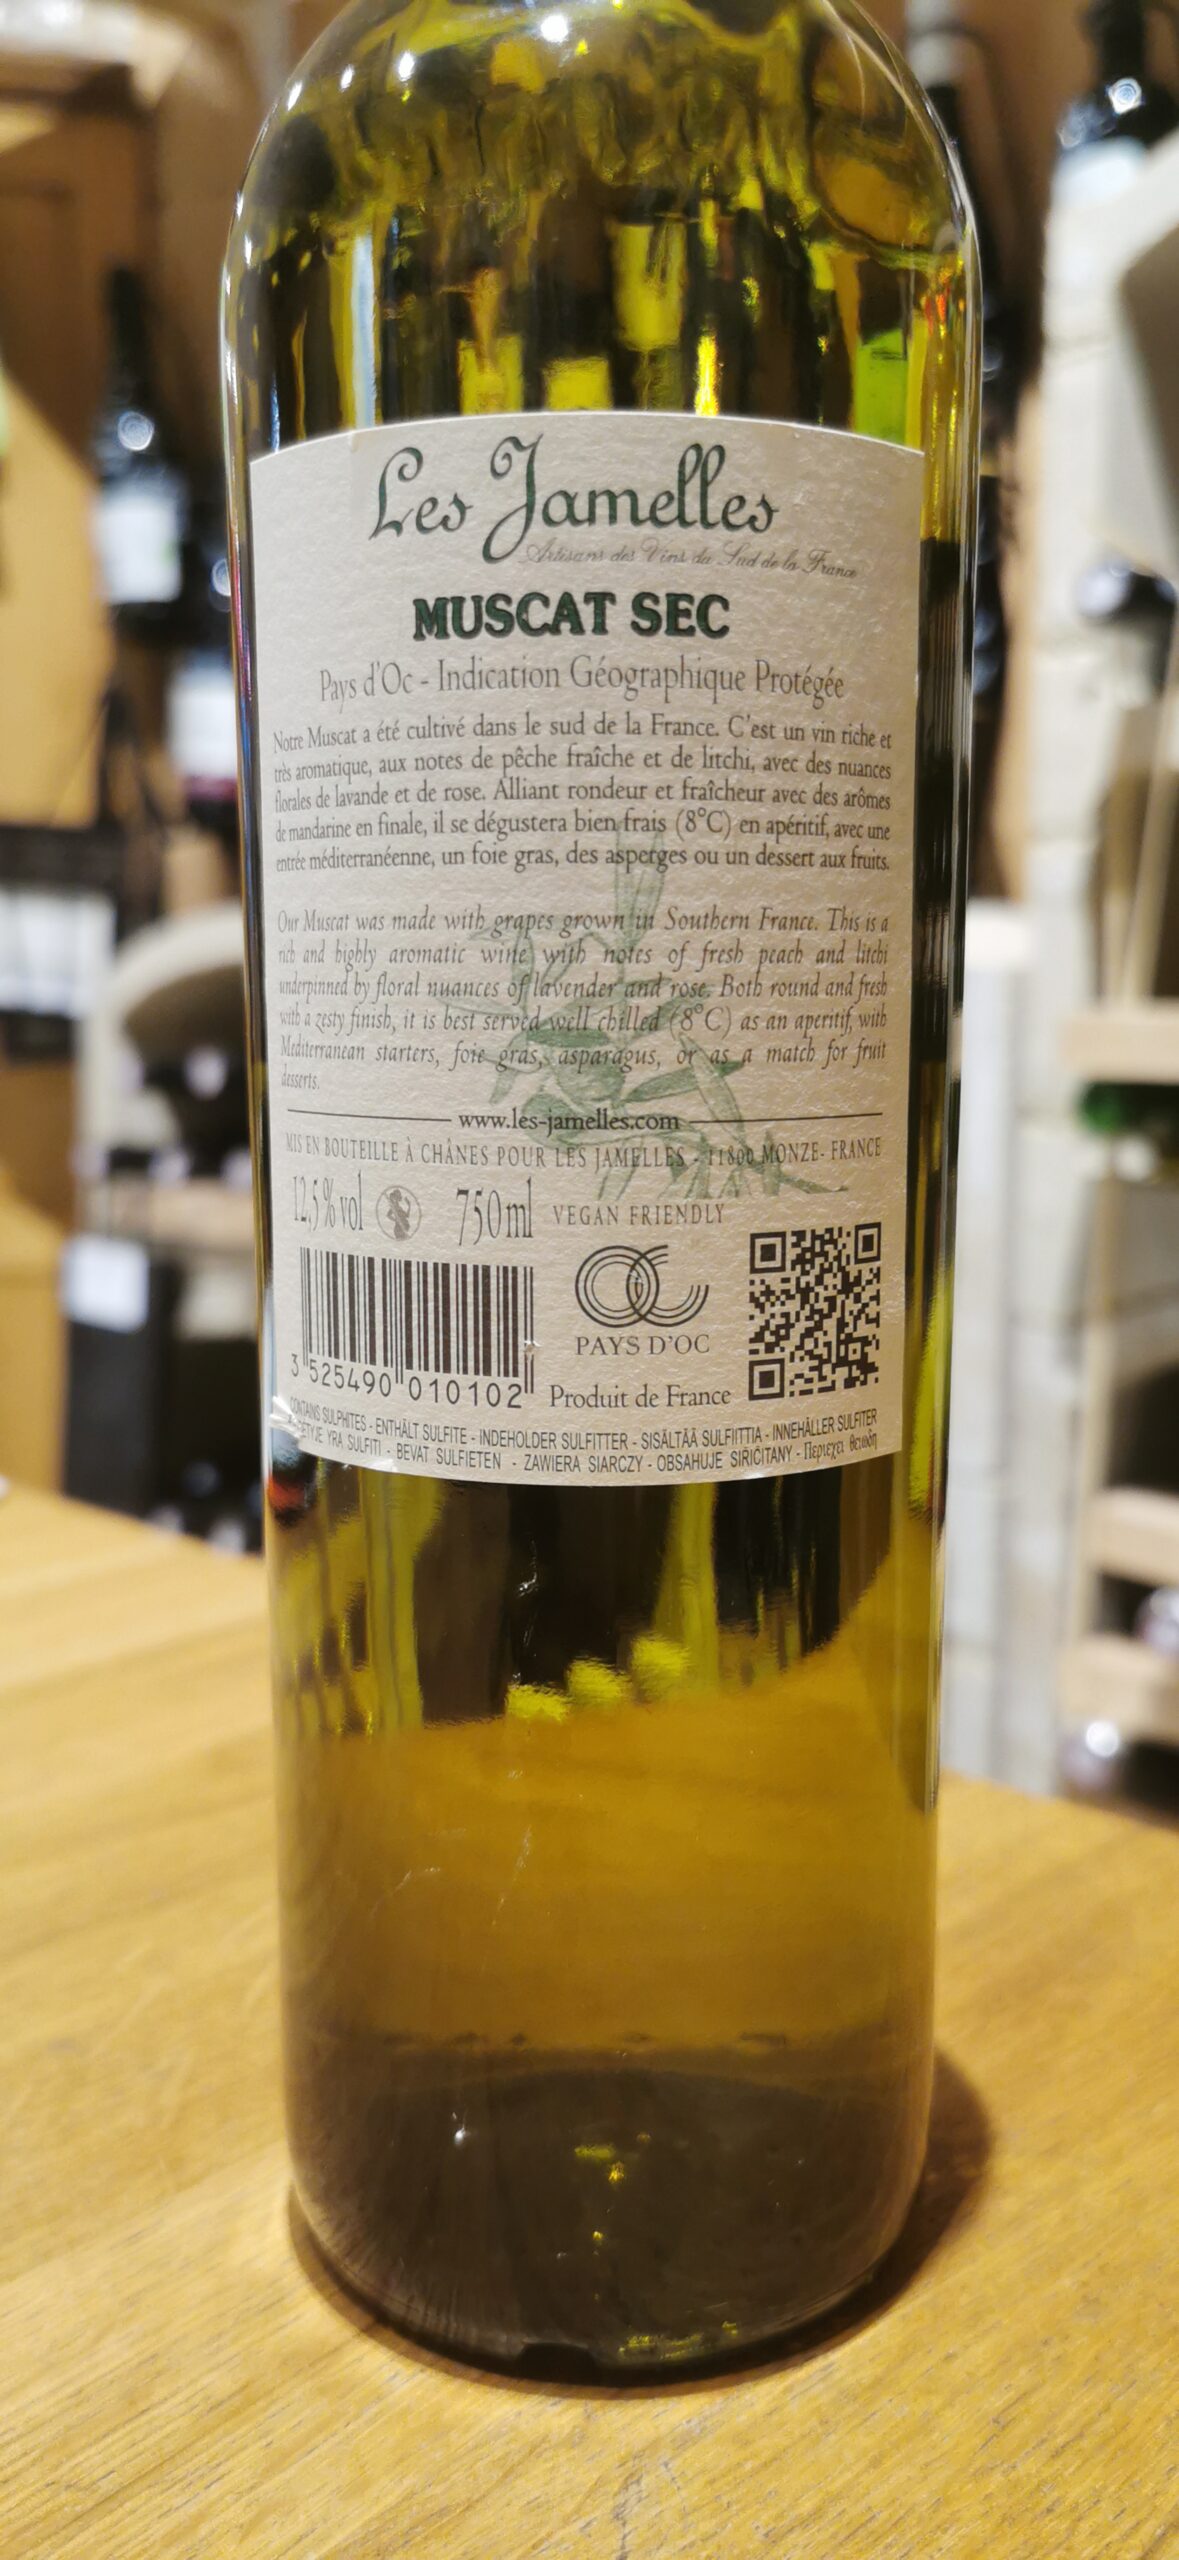 Les Jamelles
Artisans des Vins du Sud de la France
MUSCAT SEC
Pays d'Oc - Indication Géographique Protégée
Notre Muscat a été cultivé dans le sud de la France. C'est un vin riche et
très aromatique, aux notes de pêche fraîche et de litchi, avec des nuances
florales de lavande et de rose. Alliant rondeur et fraîcheur avec des arômes
de mandarine en finale, il se dégustera bien frais (8°C) en apéritif, avec une
entrée méditerranéenne, un foie gras, des asperges ou un dessert aux fruits.
Our Muscat was made with grapes grown in Southern France. This is a
rich and highly aromatic wine with notes of fresh peach and litchi
underpinned by floral nuances of lavender and rose. Both round and fresh
with a zesty finish, it is best served well chilled (8°C) as an aperitif, with
Mediterranean starters, foie gras, asparagus, or as a match for fruit
desserts.
www.les-jamelles.com
MIS EN BOUTEILLE À CHÂNES POUR LES JAMELLES - 11800 MONZE- FRANCE
12,5%vol 750ml VEGAN FRIENDLY
OC
PAYS D'OC
3 525490 010102
Produit de France
CONTAINS SULPHITES - ENTHÄLT SULFITE - INDEHOLDER SULFITTER - SISÄLTÄÄ SULFIITTIA - INNEHÅLLER SULFITER
YRA SULFITI - BEVAT SULFIETEN - ZAWIERA SIARCZY - OBSAHUJE SIRIČITANY - Περιέχει θειώδη